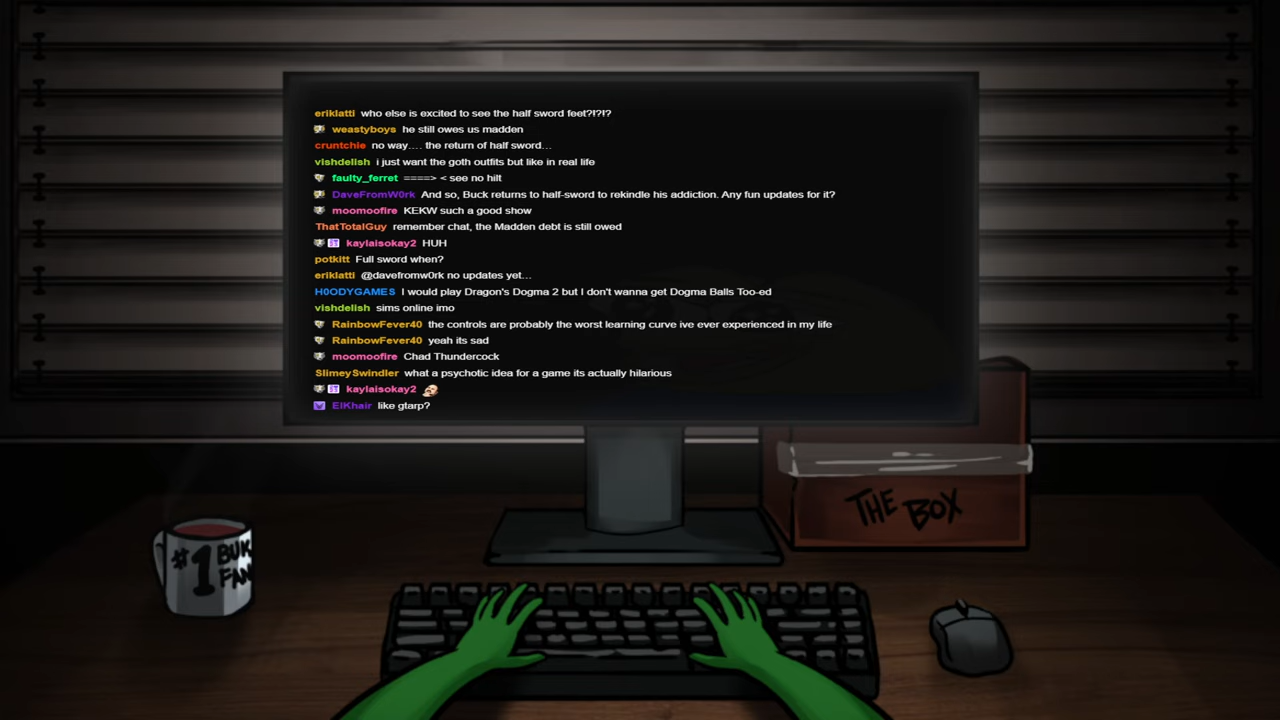 eriklatti who else is excited to see the half sword feet?!?!?
weastyboys he still owes us madden
cruntchie no way.... the return of half sword...
vishdelish i just want the goth outfits but like in real life
faulty_ferret ====> < see no hilt
DaveFromW0rk And so, Buck returns to half-sword to rekindle his addiction. Any fun updates for it?
moomoofire KEKW such a good show
ThatTotalGuy remember chat, the Madden debt is still owed
kaylaisokay2 HUH
potkitt Full sword when?
eriklatti @davefromw0rk no updates yet...
H0ODYGAMES I would play Dragon's Dogma 2 but I don't wanna get Dogma Balls Too-ed
vishdelish sims online imo
RainbowFever40 the controls are probably the worst learning curve ive ever experienced in my life
RainbowFever40 yeah its sad
moomoofire Chad Thundercock
SlimeySwindler what a psychotic idea for a game its actually hilarious
kaylaisokay2
ElKhair like gtarp?
THE BOX
#1 BUK
FAN